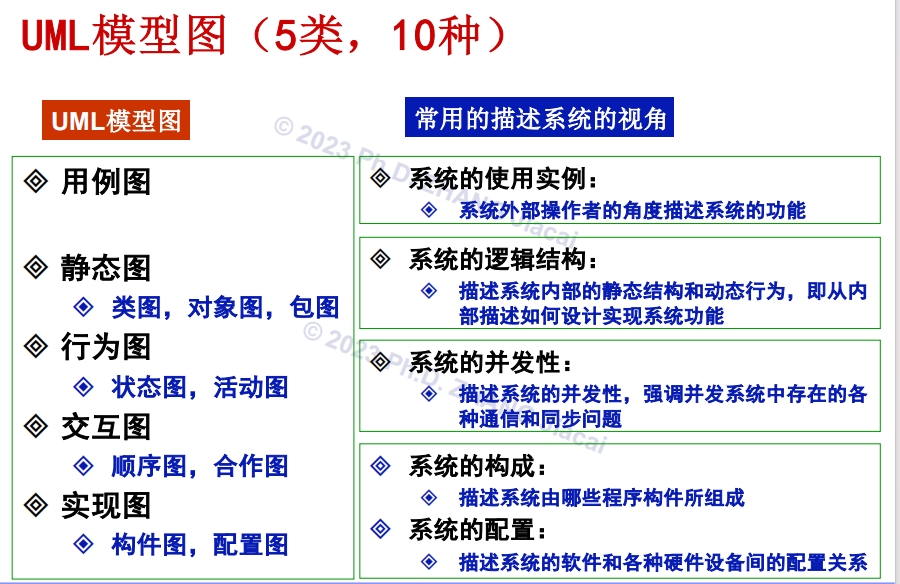 UML模型图（5类，10种）
UML模型图
常用的描述系统的视角
用例图
静态图
类图，对象图，包图
行为图
状态图，活动图
交互图
顺序图，合作图
实现图
构件图，配置图
系统的使用实例：
系统外部操作者的角度描述系统的功能
系统的逻辑结构：
描述系统内部的静态结构和动态行为，即从内
部描述如何设计实现系统功能
系统的并发性：
描述系统的并发性，强调并发系统中存在的各
种通信和同步问题
系统的构成：
描述系统由哪些程序构件所组成
系统的配置：
描述系统的软件和各种硬件设备间的配置关系
© 2023 Ph.D. ZHANG Jiacai
© 2023 Ph.D. ZHANG Jiacai